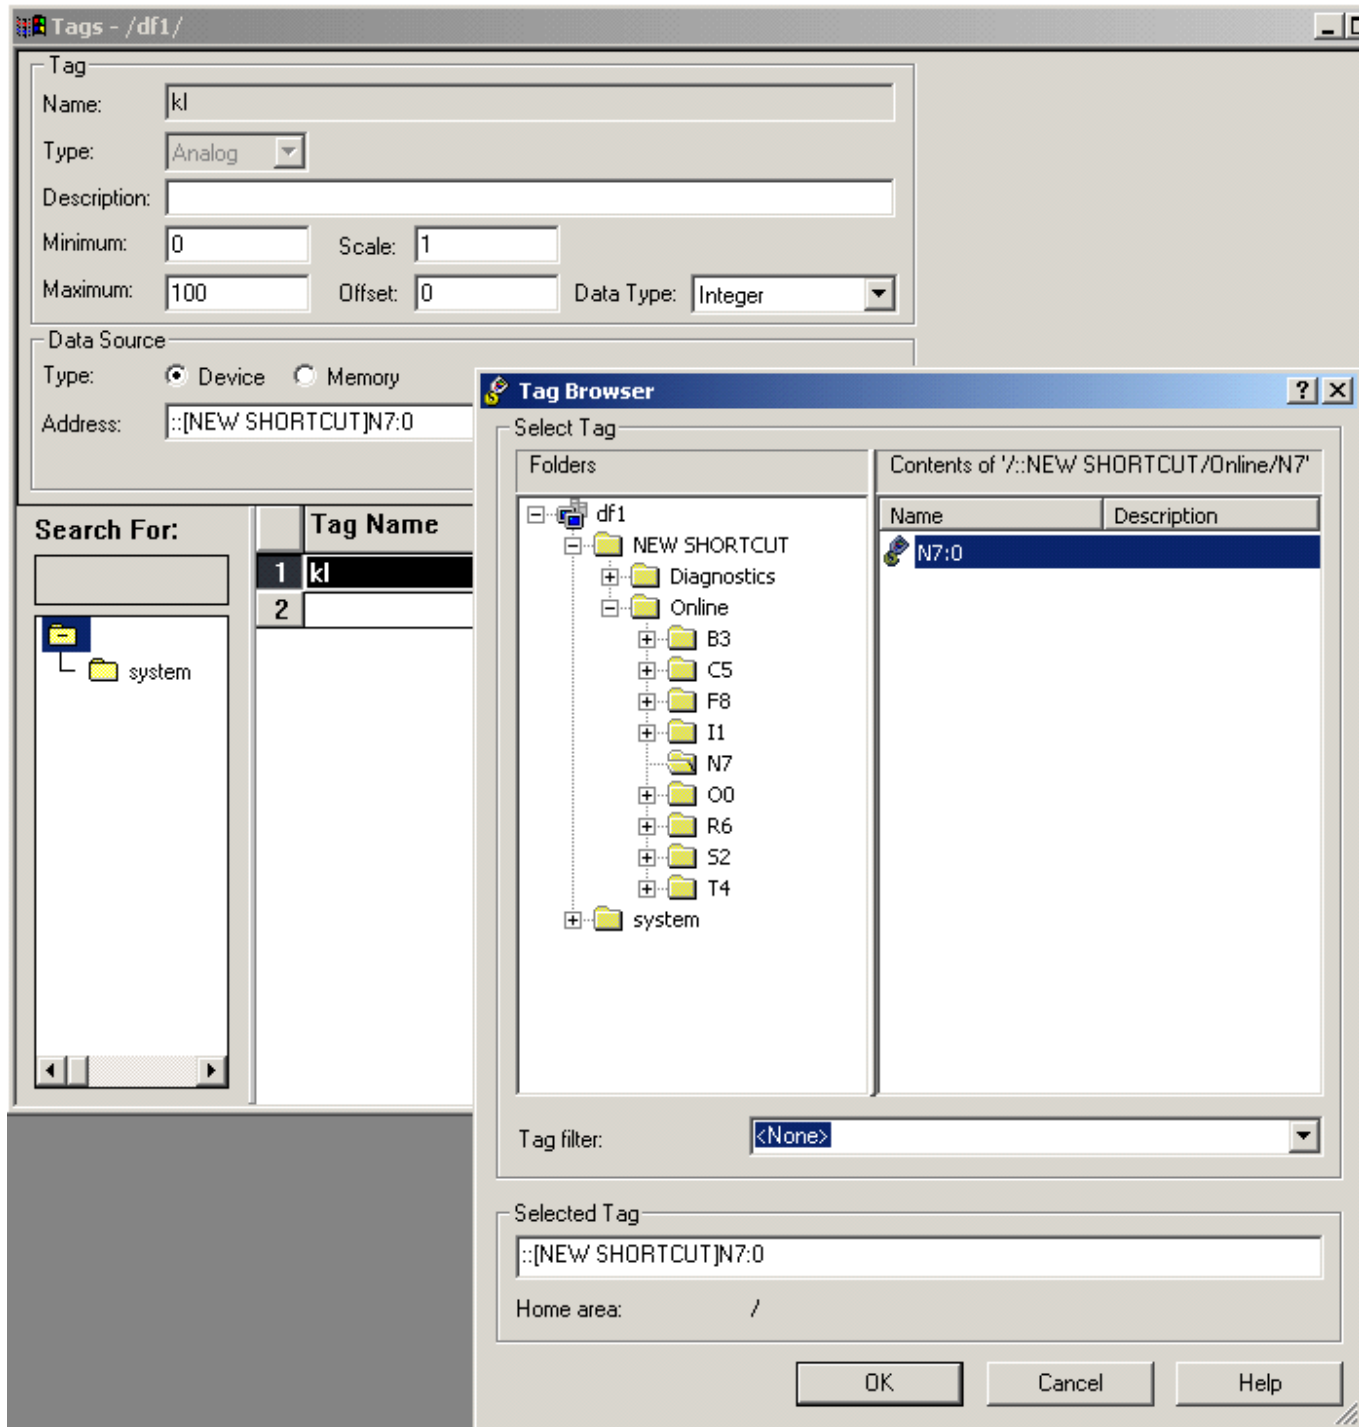 Tags - /df1/
Tag
Name: kl
Type: Analog
Description:
Minimum: 0 Scale: 1
Maximum: 100 Offset: 0 Data Type: Integer
Data Source
Type: Device Memory
Address: ::[NEW SHORTCUT]N7:0
Search For:
system
Tag Name
1 kl
2
Tag Browser
Select Tag
Folders
Contents of '/::NEW SHORTCUT/Online/N7'
df1
NEW SHORTCUT
Diagnostics
Online
B3
C5
F8
I1
N7
O0
R6
S2
T4
system
Name Description
N7:0
Tag filter: <None>
Selected Tag
::[NEW SHORTCUT]N7:0
Home area: /
OK Cancel Help